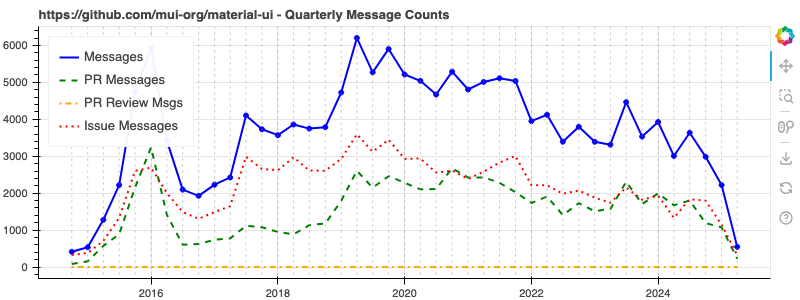 https://github.com/mui-org/material-ui - Quarterly Message Counts
6000
5000
4000
3000
2000
1000
0
Messages
PR Messages
PR Review Msgs
Issue Messages
2016
2018
2020
2022
2024